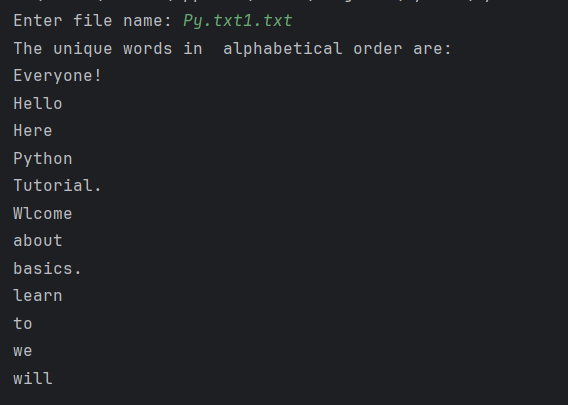 Enter file name: Py.txt1.txt
The unique words in  alphabetical order are:
Everyone!
Hello
Here
Python
Tutorial.
Wlcome
about
basics.
learn
to
we
will